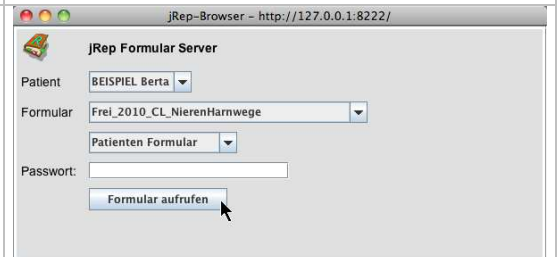 jRep-Browser – http://127.0.0.1:8222/
jRep Formular Server
Patient BEISPIEL Berta
Formular Frei_2010_CL_NierenHarnwege
Patienten Formular
Passwort:
Formular aufrufen